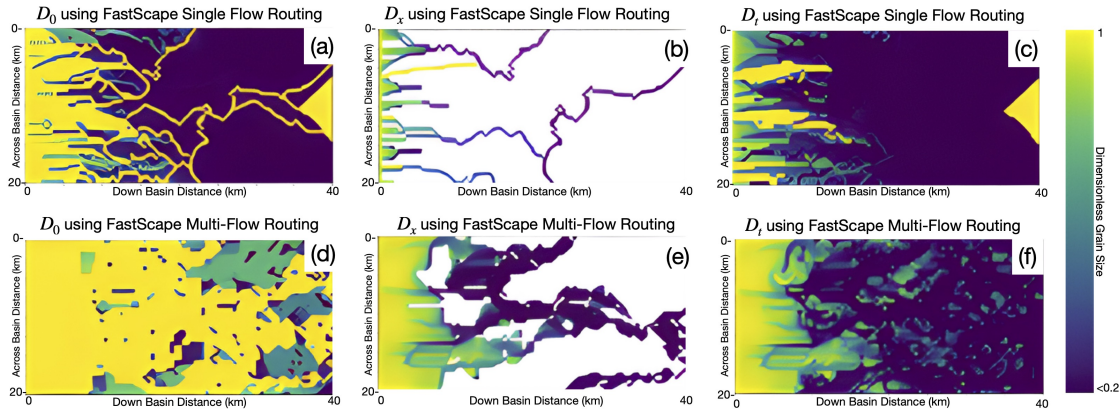 D₀ using FastScape Single Flow Routing
Dₓ using FastScape Single Flow Routing
Dₜ using FastScape Single Flow Routing
0
Across Basin Distance (km)
20
(a)
0
Down Basin Distance (km)
40
0
Across Basin Distance (km)
20
(b)
0
Down Basin Distance (km)
40
0
Across Basin Distance (km)
20
(c)
0
Down Basin Distance (km)
40
D₀ using FastScape Multi-Flow Routing
Dₓ using FastScape Multi-Flow Routing
Dₜ using FastScape Multi-Flow Routing
0
Across Basin Distance (km)
20
(d)
0
Down Basin Distance (km)
40
0
Across Basin Distance (km)
20
(e)
0
Down Basin Distance (km)
40
0
Across Basin Distance (km)
20
(f)
0
Down Basin Distance (km)
40
1
Dimensionless Grain Size
<0.2